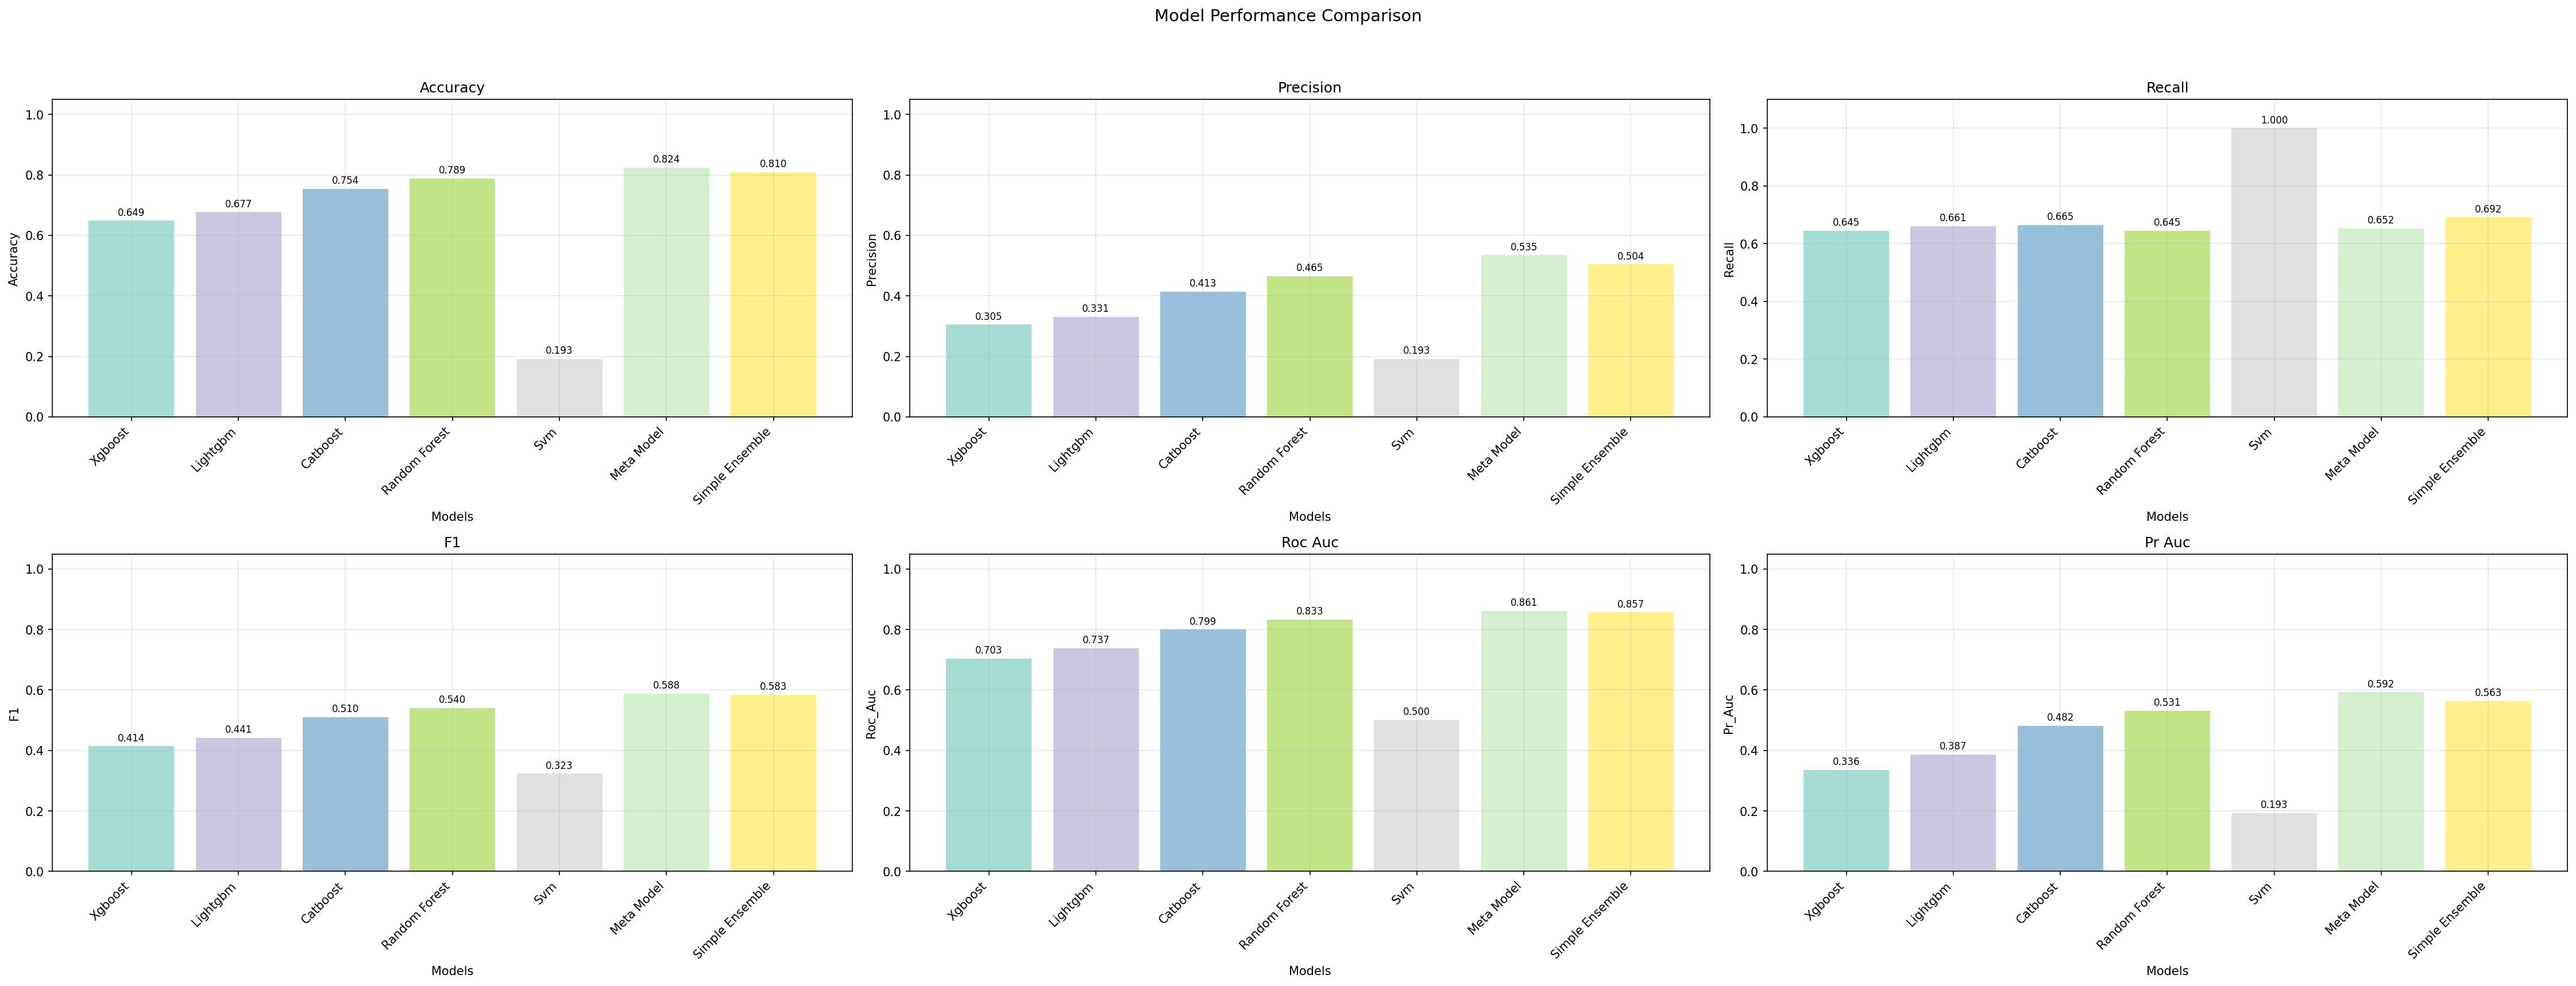 Model Performance Comparison
Accuracy
Accuracy
1.0
0.8
0.6
0.4
0.2
0.0
0.649
0.677
0.754
0.789
0.193
0.824
0.810
Xgboost
Lightgbm
Catboost
Random Forest
Svm
Meta Model
Simple Ensemble
Models
Precision
Precision
1.0
0.8
0.6
0.4
0.2
0.0
0.305
0.331
0.413
0.465
0.193
0.535
0.504
Xgboost
Lightgbm
Catboost
Random Forest
Svm
Meta Model
Simple Ensemble
Models
Recall
Recall
1.0
0.8
0.6
0.4
0.2
0.0
0.645
0.661
0.665
0.645
1.000
0.652
0.692
Xgboost
Lightgbm
Catboost
Random Forest
Svm
Meta Model
Simple Ensemble
Models
F1
F1
1.0
0.8
0.6
0.4
0.2
0.0
0.414
0.441
0.510
0.540
0.323
0.588
0.583
Xgboost
Lightgbm
Catboost
Random Forest
Svm
Meta Model
Simple Ensemble
Models
Roc Auc
Roc_Auc
1.0
0.8
0.6
0.4
0.2
0.0
0.703
0.737
0.799
0.833
0.500
0.861
0.857
Xgboost
Lightgbm
Catboost
Random Forest
Svm
Meta Model
Simple Ensemble
Models
Pr Auc
Pr_Auc
1.0
0.8
0.6
0.4
0.2
0.0
0.336
0.387
0.482
0.531
0.193
0.592
0.563
Xgboost
Lightgbm
Catboost
Random Forest
Svm
Meta Model
Simple Ensemble
Models